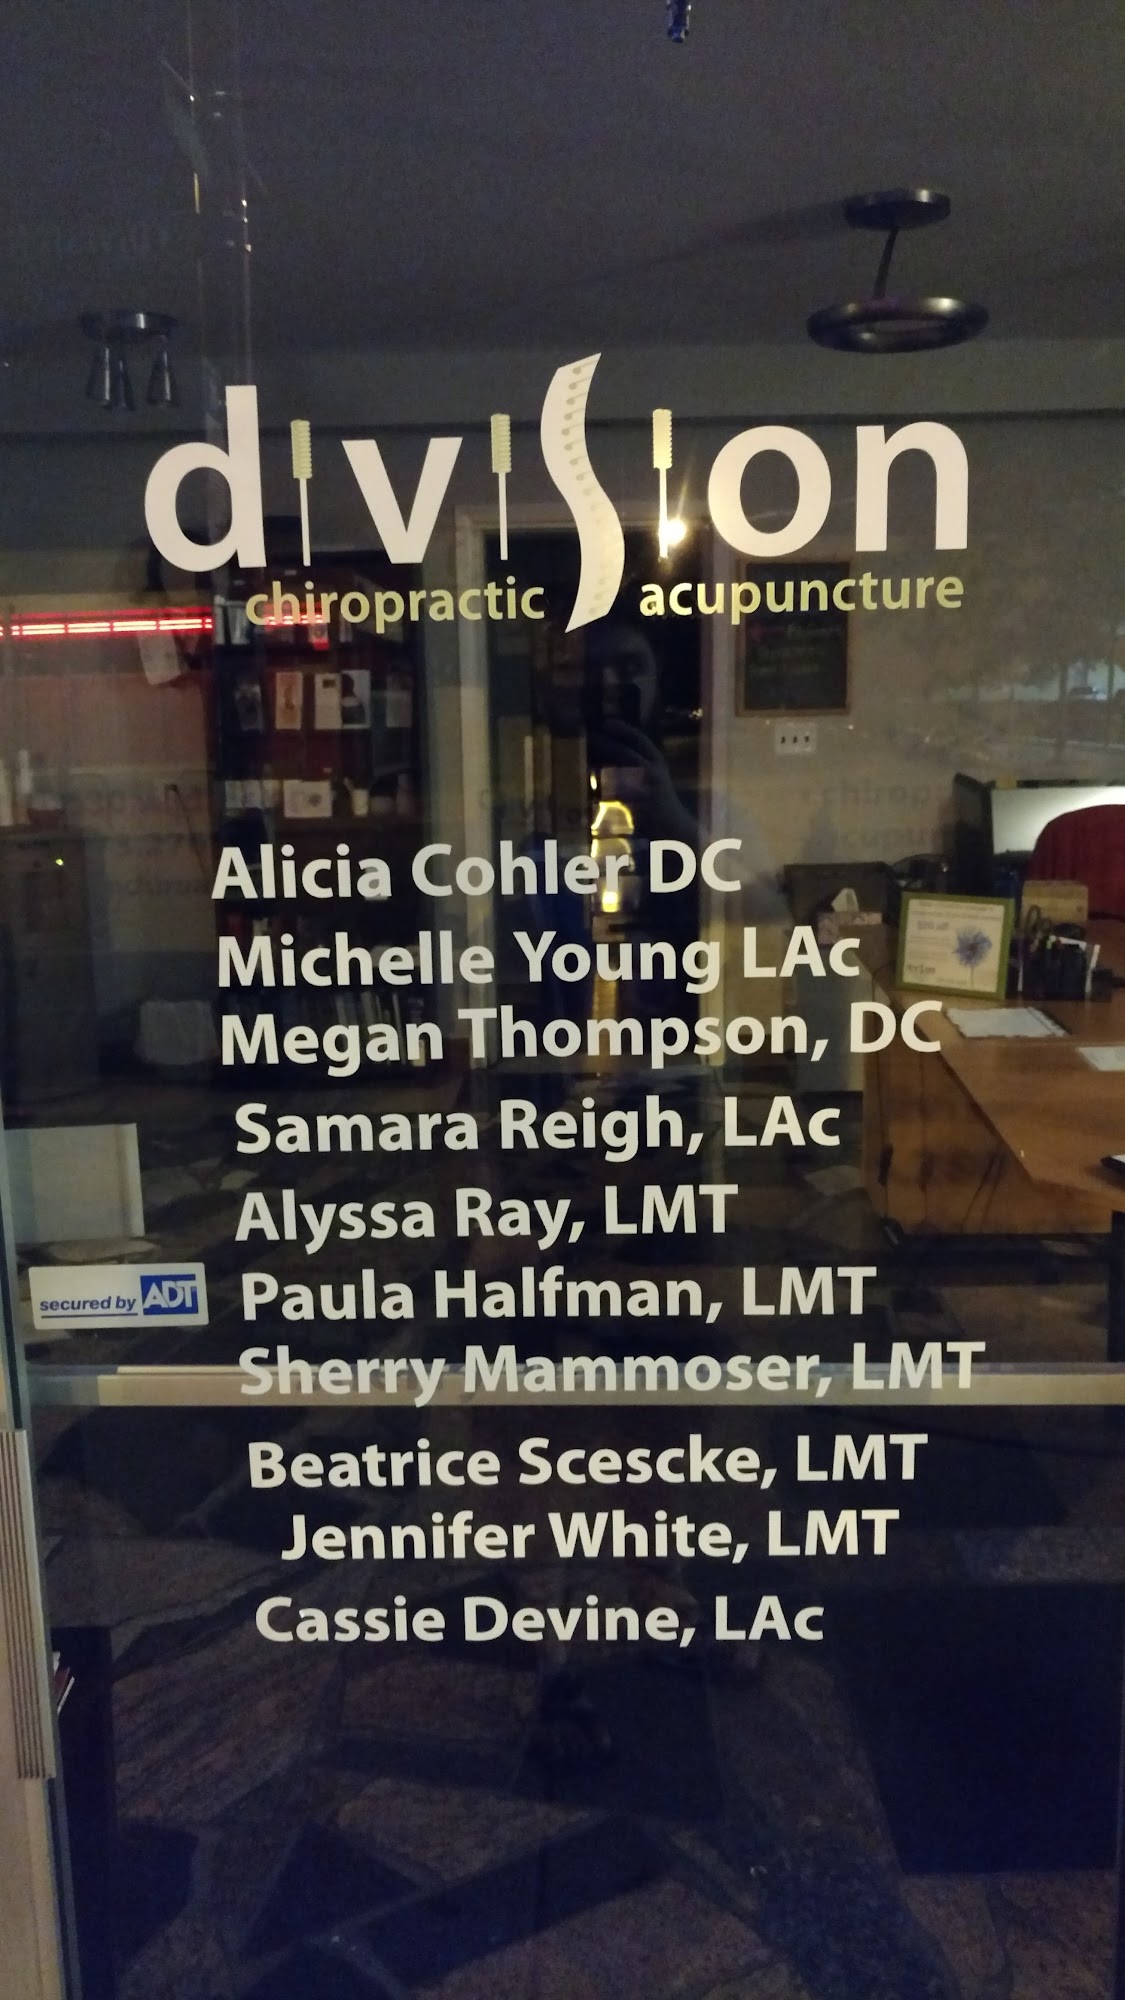 division
chiropractic acupuncture
Alicia Cohler DC
Michelle Young LAc
Megan Thompson, DC
Samara Reigh, LAc
Alyssa Ray, LMT
secured by ADT
Paula Halfman, LMT
Sherry Mammoser, LMT
Beatrice Scescke, LMT
Jennifer White, LMT
Cassie Devine, LAc